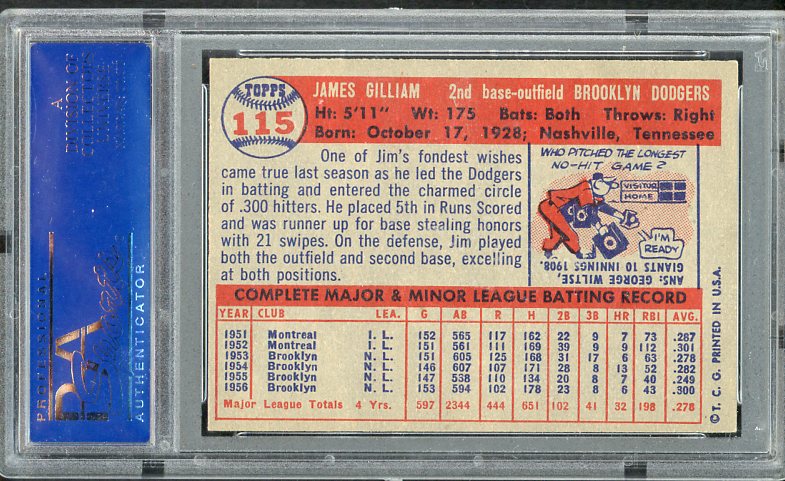 A
DIVISION OF
COLLECTORS
UNIVERSE
PROFESSIONAL
AUTHENTICATOR
TOPPS
115
JAMES GILLIAM 2nd base-outfield BROOKLYN DODGERS
Ht: 5'11" Wt: 175 Bats: Both Throws: Right
Born: October 17, 1928; Nashville, Tennessee
One of Jim's fondest wishes
came true last season as he led the Dodgers
in batting and entered the charmed circle
of .300 hitters. He placed 5th in Runs Scored
and was runner up for base stealing honors
with 21 swipes. On the defense, Jim played
both the outfield and second base, excelling
at both positions.
WHO PITCHED THE LONGEST
NO-HIT GAME?
VISITOR
HOME
I'M
READY
ANS: GEORGE WILTSE,
GIANTS 10 INNINGS 1908.
COMPLETE MAJOR & MINOR LEAGUE BATTING RECORD
YEAR CLUB LEA. G AB R H 2B 3B HR RBI AVG.
1951 Montreal I. L. 152 565 117 162 22 9 7 73 .287
1952 Montreal I. L. 151 561 111 169 39 9 9 112 .301
1953 Brooklyn N. L. 151 605 125 168 31 17 6 63 .278
1954 Brooklyn N. L. 146 607 107 171 28 8 13 52 .282
1955 Brooklyn N. L. 147 538 110 134 20 8 7 40 .249
1956 Brooklyn N. L. 153 594 102 178 23 8 6 43 .300
Major League Totals 4 Yrs. 597 2344 444 651 102 41 32 198 .278
©T. C. G. PRINTED IN U.S.A.